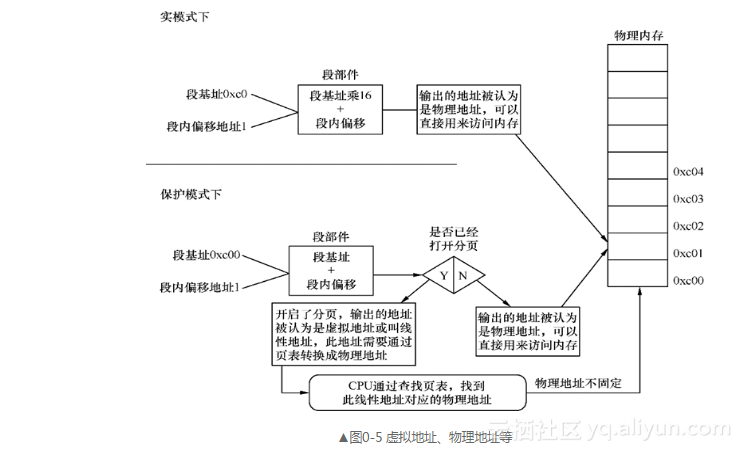 实模式下
物理内存
段部件
段基址0xc0
段内偏移地址1
段基址乘16
+
段内偏移
输出的地址被认为
是物理地址，可以
直接用来访问内存
0xc04
0xc03
0xc02
0xc01
0xc00
保护模式下
段部件
段基址0xc00
段内偏移地址1
段基址
+
段内偏移
是否已经
打开分页
Y N
开启了分页，输出的地址
被认为是虚拟地址或叫线
性地址，此地址需要通过
页表转换成物理地址
输出的地址被认为
是物理地址，可以
直接用来访问内存
CPU通过查找页表，找到
此线性地址对应的物理地址
物理地址不固定
▲图0-5 虚拟地址、物理地址等
云栖社区 yq.aliyun.com